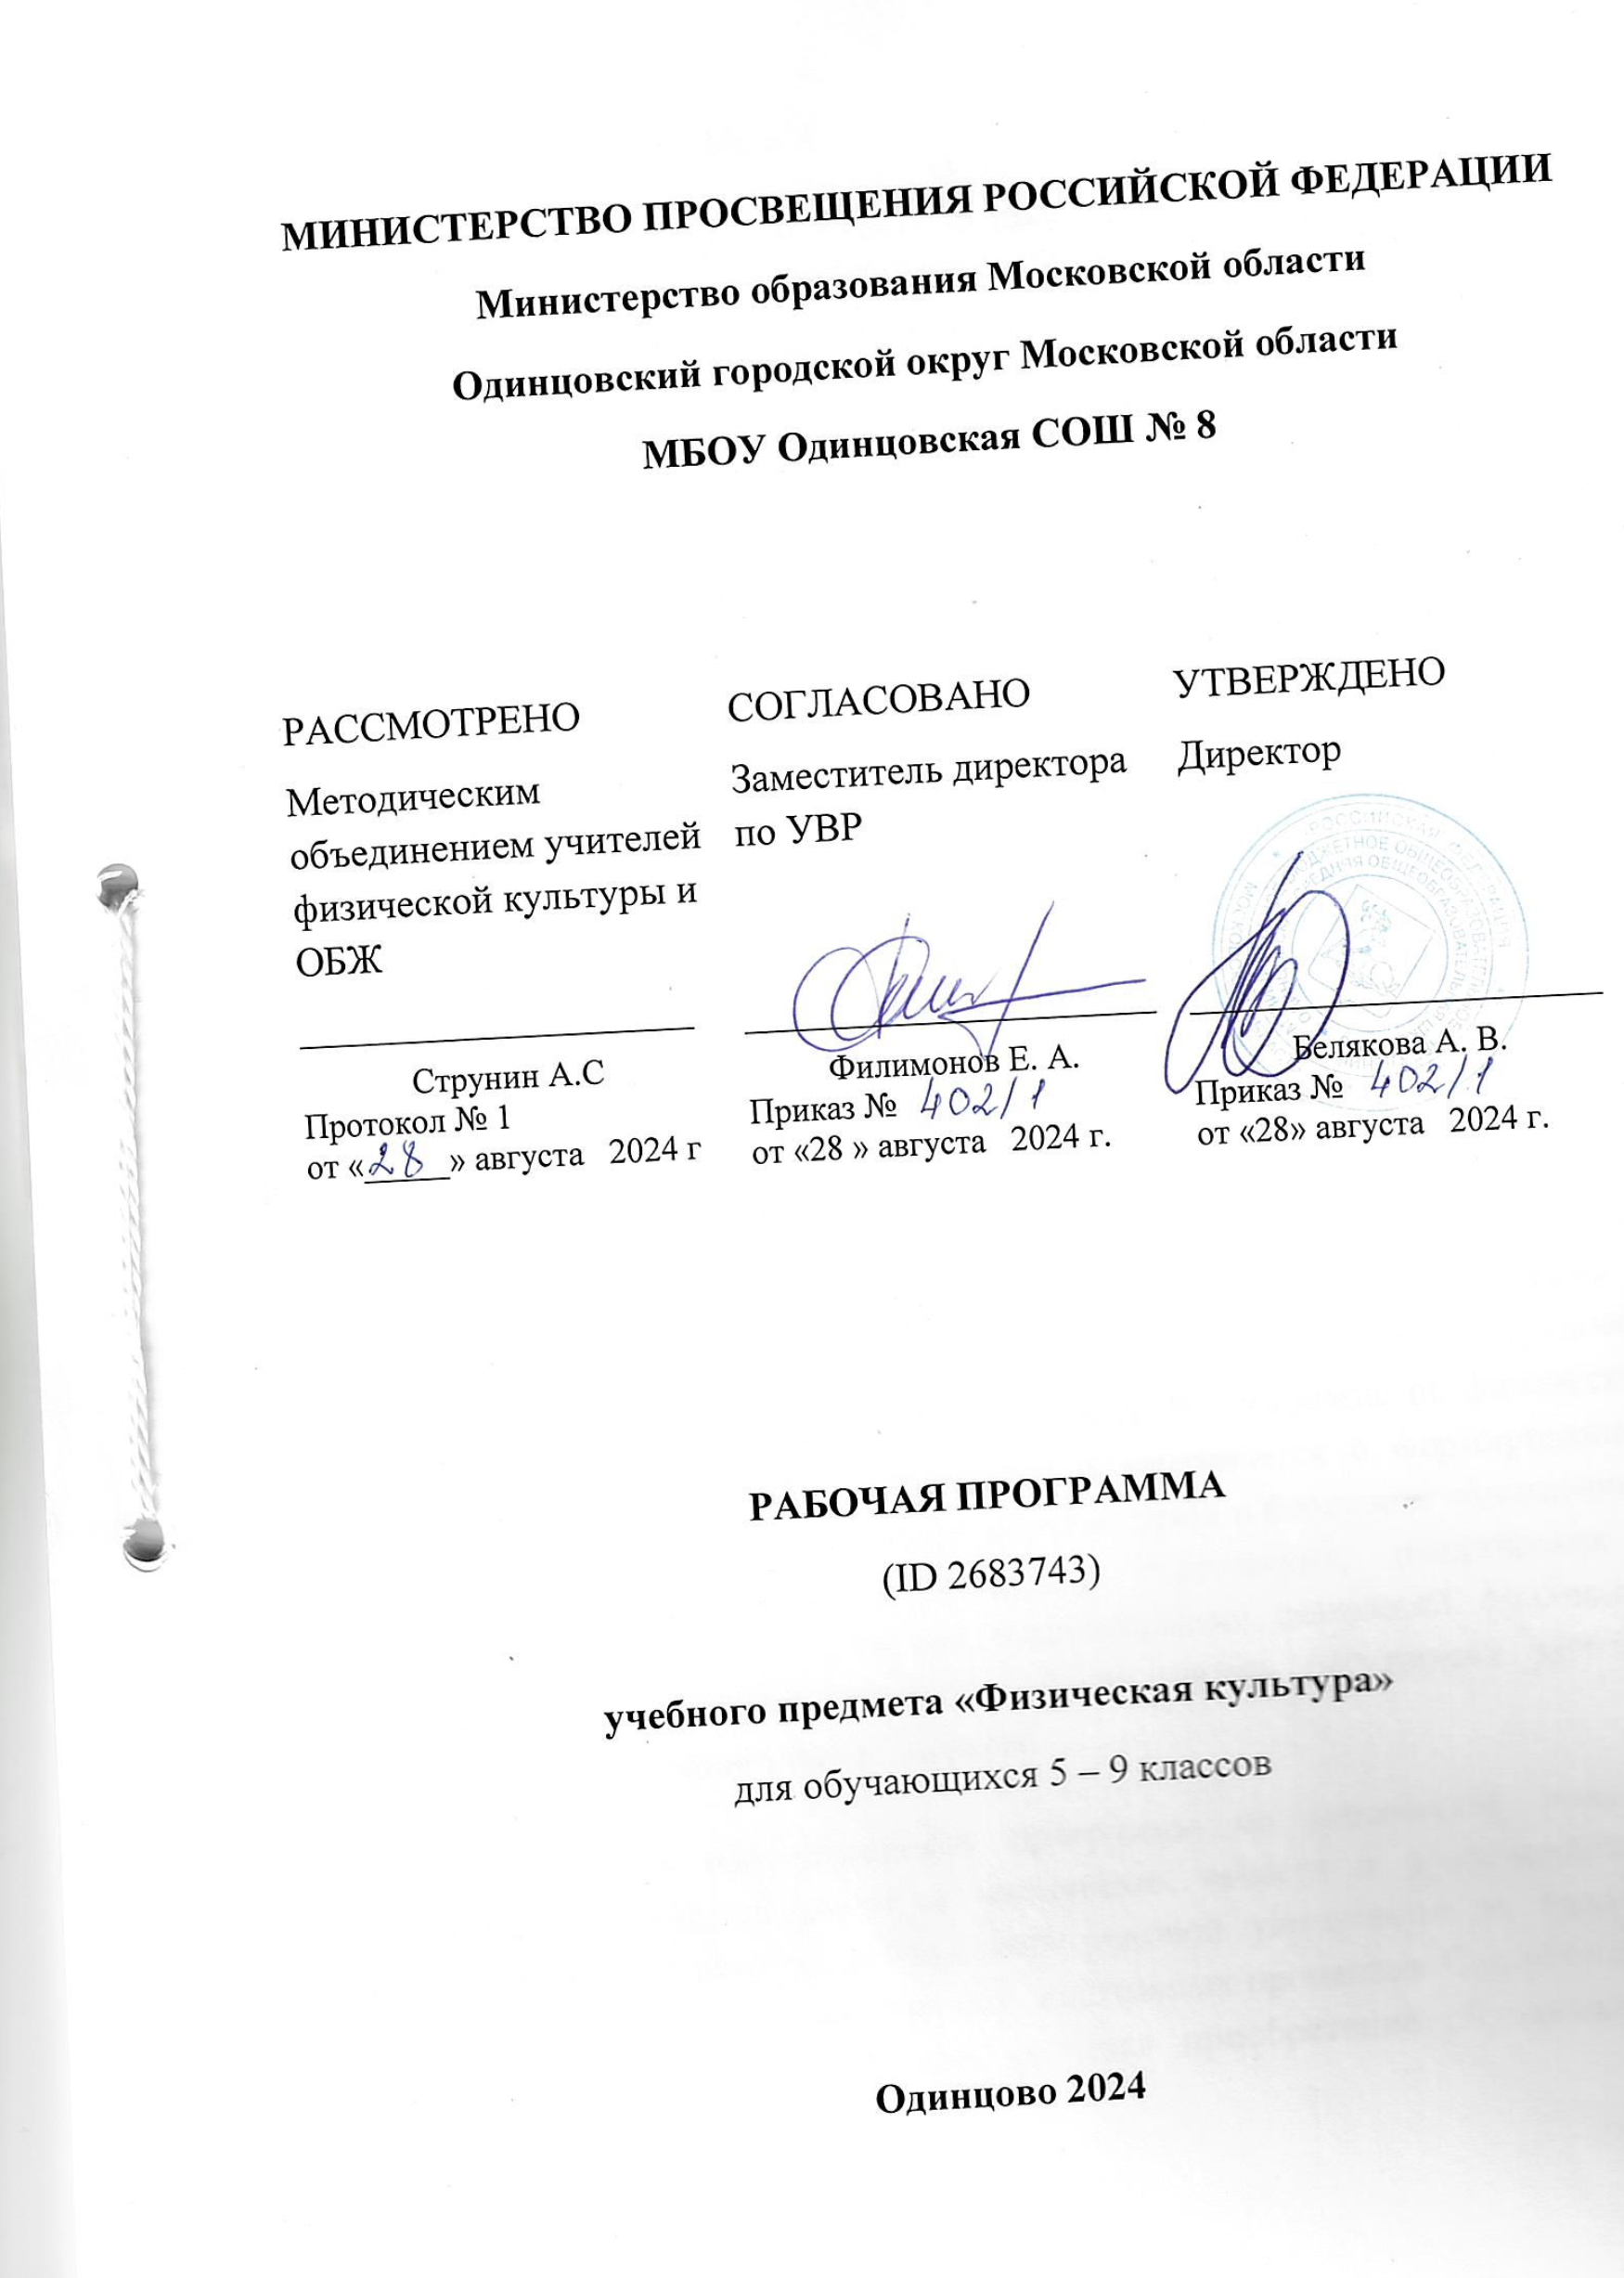 МИНИСТЕРСТВО ПРОСВЕЩЕНИЯ РОССИЙСКОЙ ФЕДЕРАЦИИ
Министерство образования Московской области
Одинцовский городской округ Московской области
МБОУ Одинцовская СОШ № 8
РАССМОТРЕНО
Методическим
объединением учителей
физической культуры и
ОБЖ
Струнин А.С
Протокол № 1
от «28» августа 2024 г
СОГЛАСОВАНО
Заместитель директора
по УВР
Филимонов Е. А.
Приказ № 402/1
от «28 » августа 2024 г.
УТВЕРЖДЕНО
Директор
Белякова А. В.
Приказ № 402/1
от «28» августа 2024 г.
РАБОЧАЯ ПРОГРАММА
(ID 2683743)
учебного предмета «Физическая культура»
для обучающихся 5 – 9 классов
Одинцово 2024